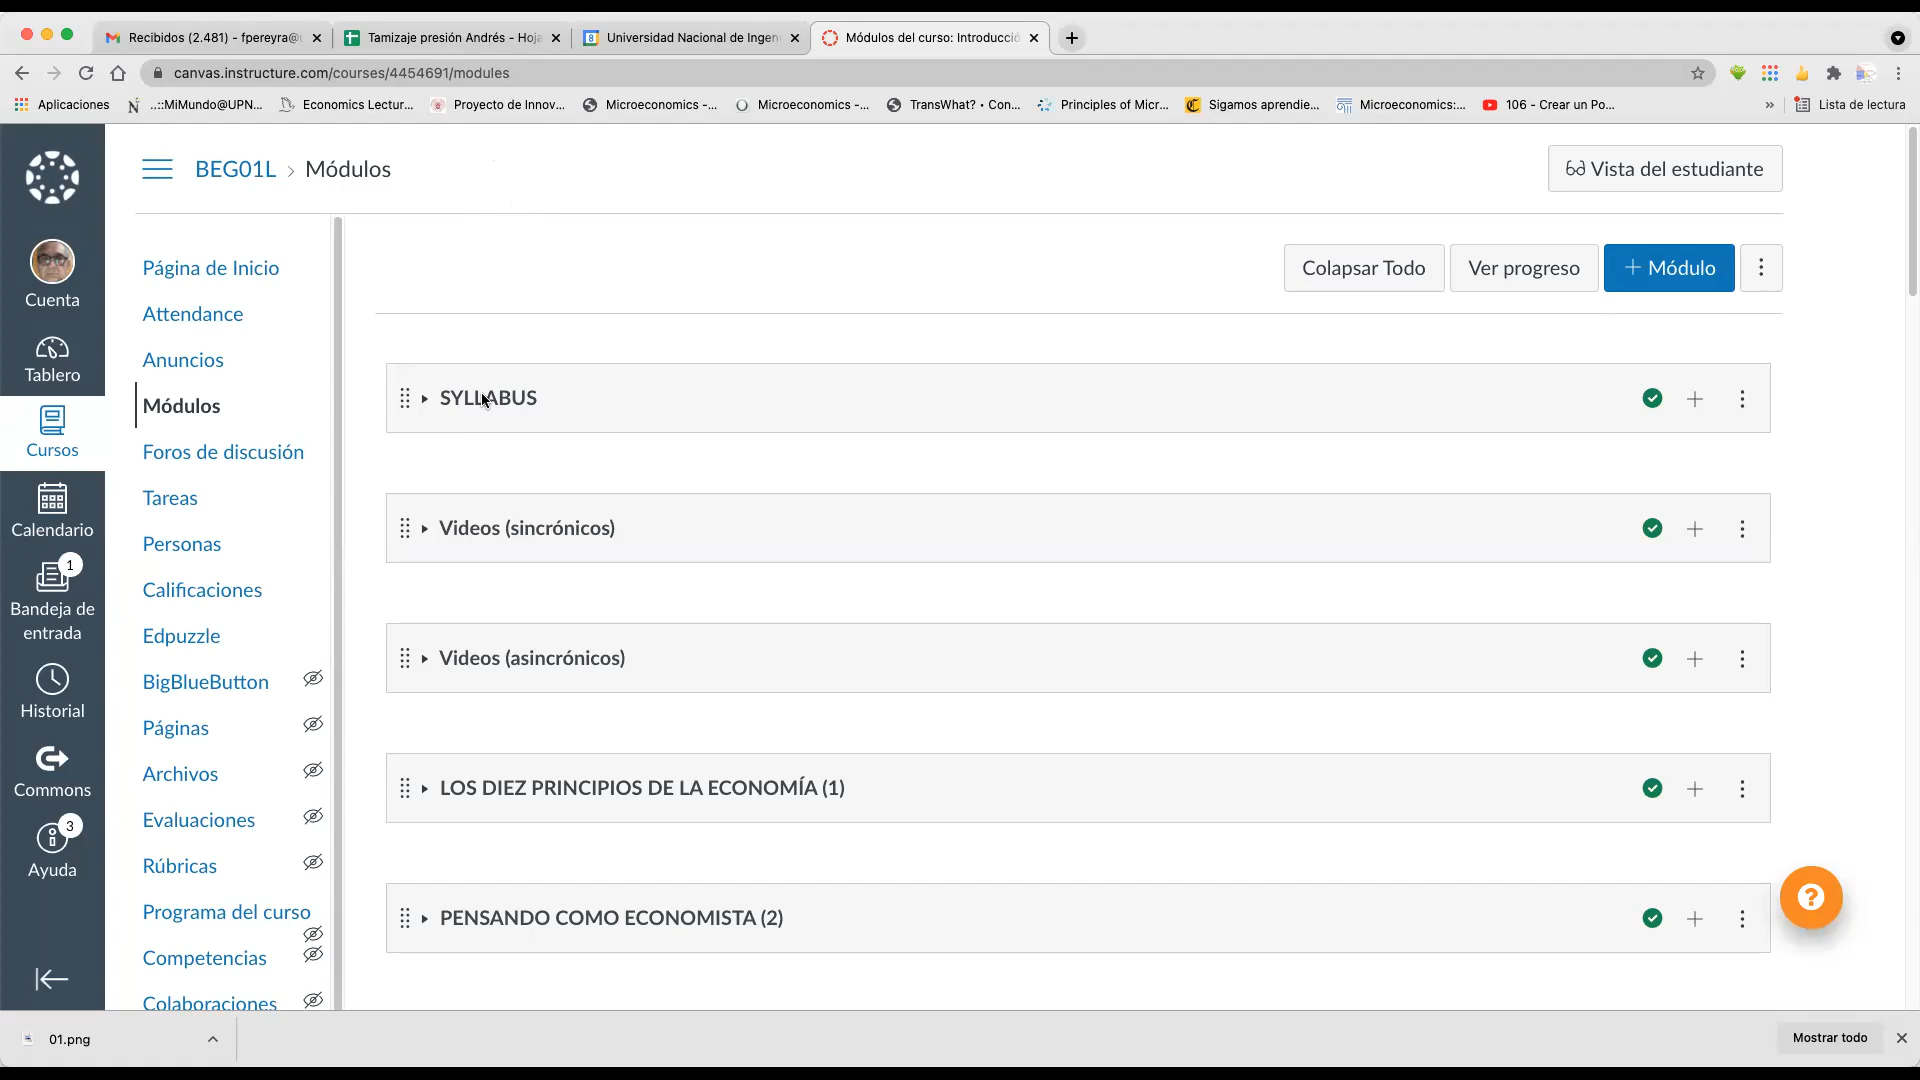 Recibidos (2.481) - fpereyra@
Tamizaje presión Andrés - Hoja
Universidad Nacional de Ingen
Módulos del curso: Introducció
canvas.instructure.com/courses/4454691/modules
Aplicaciones
..::MiMundo@UPN...
Economics Lectur...
Proyecto de Innov...
Microeconomics -...
Microeconomics -...
TransWhat? • Con...
Principles of Micr...
Sigamos aprendie...
Microeconomics:...
106 - Crear un Po...
»
Lista de lectura
BEG01L > Módulos
Vista del estudiante
Cuenta
Tablero
Cursos
Calendario
1
Bandeja de
entrada
Historial
Commons
3
Ayuda
Página de Inicio
Attendance
Anuncios
Módulos
Foros de discusión
Tareas
Personas
Calificaciones
Edpuzzle
BigBlueButton
Páginas
Archivos
Evaluaciones
Rúbricas
Programa del curso
Competencias
Colaboraciones
Colapsar Todo
Ver progreso
+ Módulo
SYLLABUS
Videos (sincrónicos)
Videos (asincrónicos)
LOS DIEZ PRINCIPIOS DE LA ECONOMÍA (1)
PENSANDO COMO ECONOMISTA (2)
?
01.png
Mostrar todo